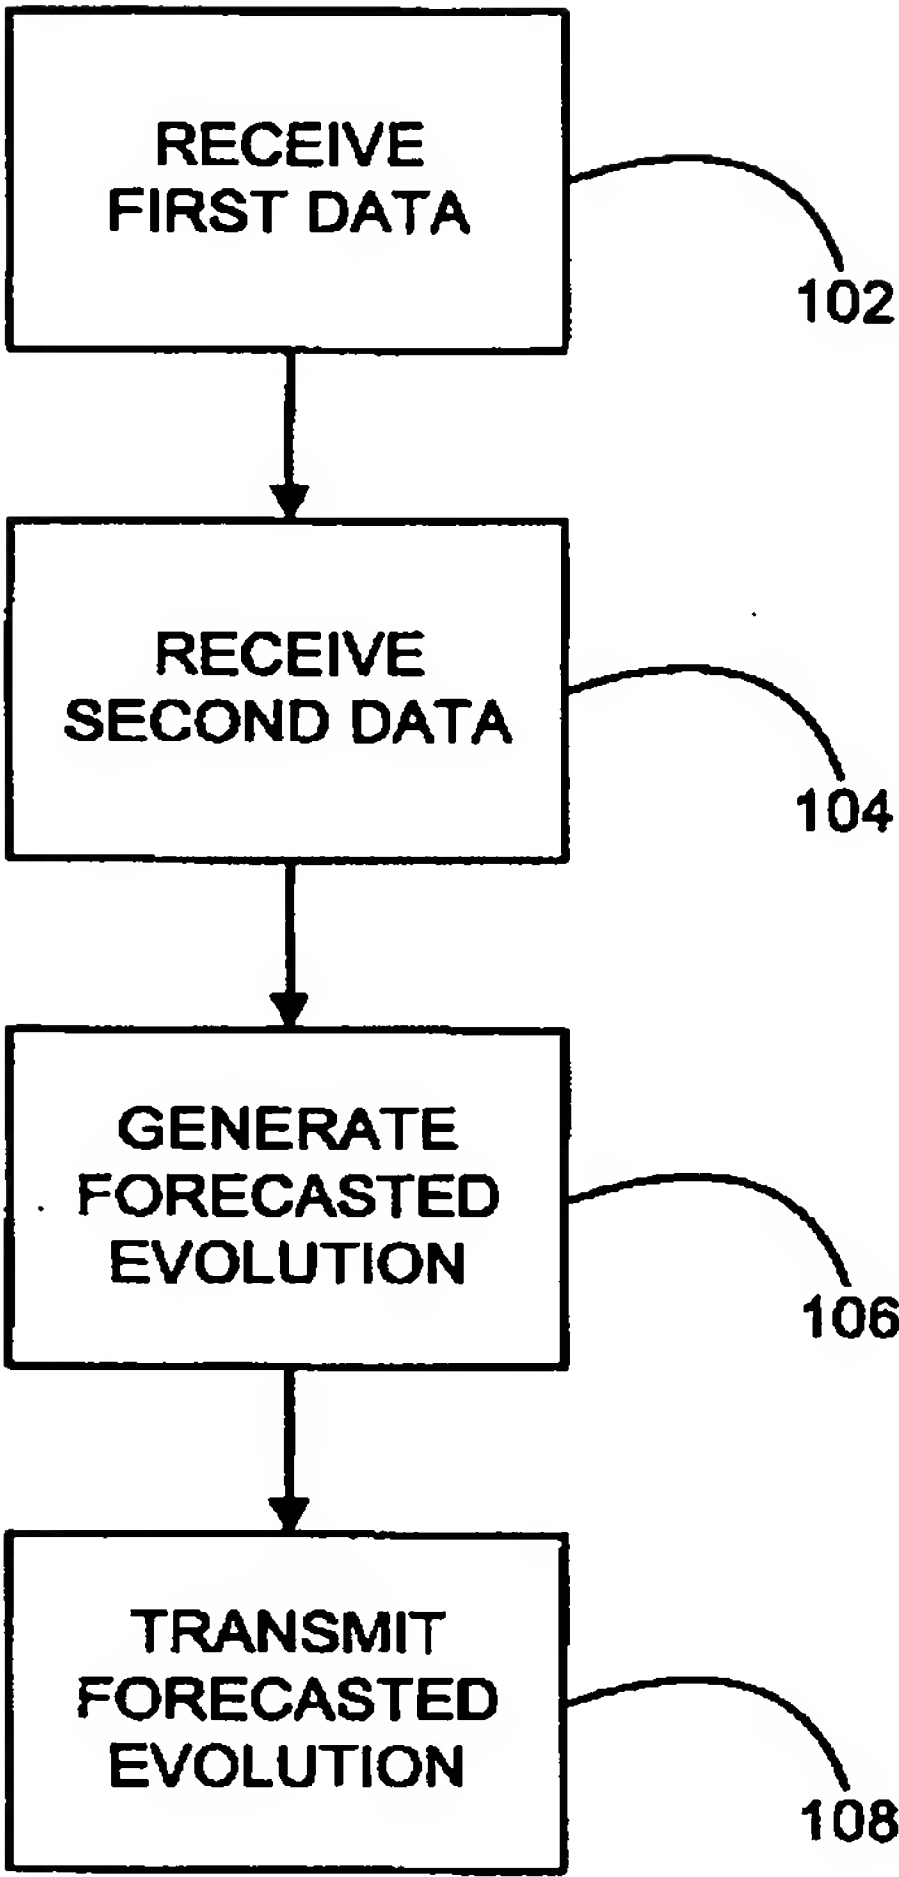 RECEIVE
FIRST DATA
102
RECEIVE
SECOND DATA
104
GENERATE
FORECASTED
EVOLUTION
106
TRANSMIT
FORECASTED
EVOLUTION
108